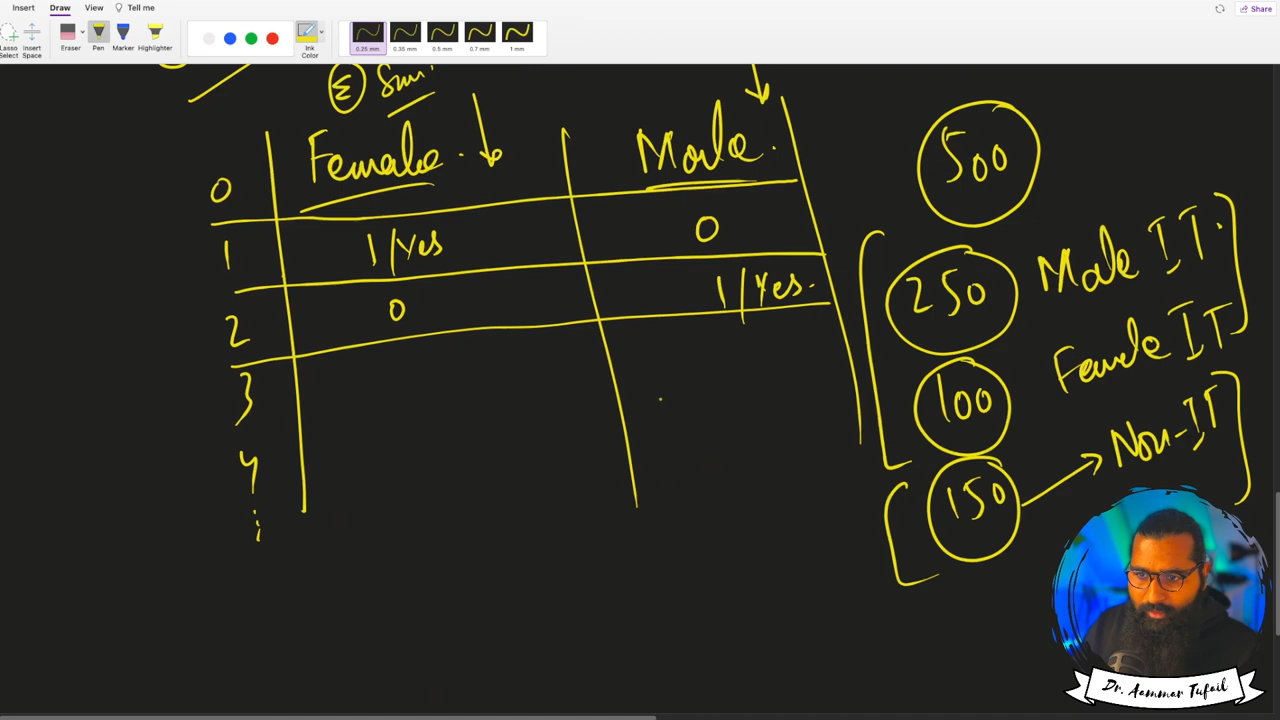 Insert Draw View Tell me
Share
Lasso Select
Insert Space
Eraser
Pen
Marker
Highlighter
Ink Color
0.25 mm 0.35 mm 0.5 mm 0.7 mm 1 mm
Σ Sum
0 Female. Male.
1 1/Yes 0
2 0 1/Yes.
3
4
500
250 Male IT.
100 Female IT
150 Non-IT
Dr. Aammar Tufail